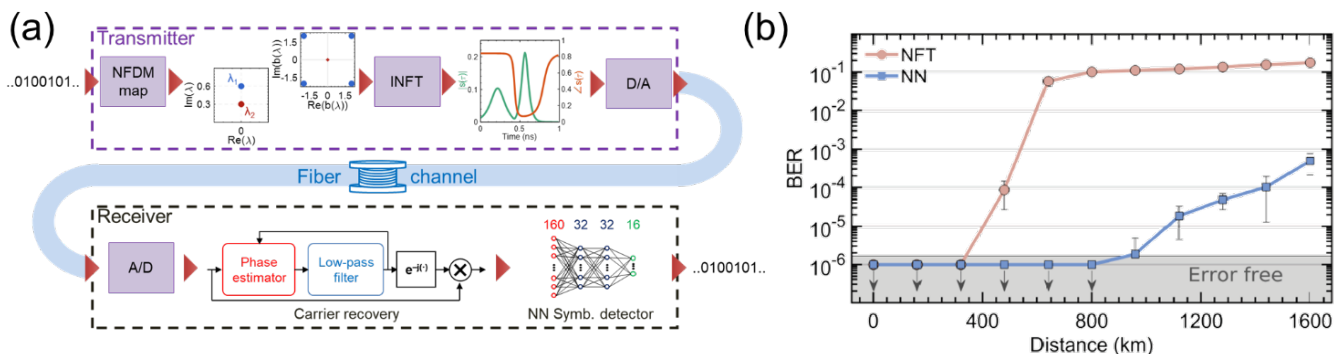 (a)
Transmitter
..0100101..
NFDM
map
Im(λ)
0.6
0.3
λ₁
λ₂
0
Re(λ)
Im(b(λ))
1.5
0
-1.5
-1.5 0 1.5
Re(b(λ))
INFT
|s(τ)|
0.2
0.1
0
0 0.5 1
Time (ns)
1
0.8
0.6
0.4
0.2
0
∠s(τ)
D/A
Fiber channel
Receiver
A/D
Phase
estimator
Low-pass
filter
e⁻ʲ⁽·⁾
Carrier recovery
160 32 32 16
NN Symb. detector
..0100101..
(b)
NFT
NN
BER
10⁻¹
10⁻³
10⁻⁴
10⁻⁵
10⁻⁶
Error free
0 400 800 1200 1600
Distance (km)